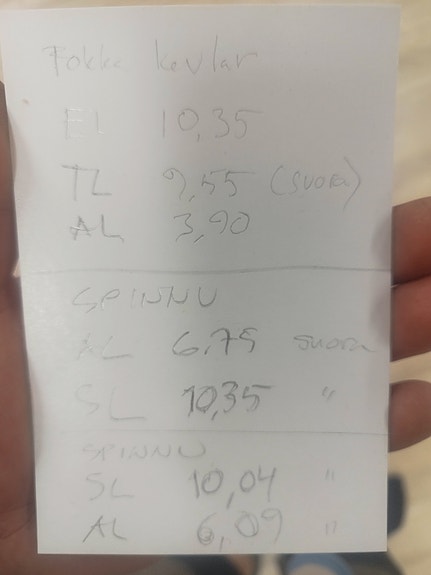 Fokka kevlar
EL 10,35
TL 9,55 (suora)
AL 3,90
SPINNU
AL 6,75 suora
SL 10,35 "
SPINNU
SL 10,04 "
AL 6,09 "